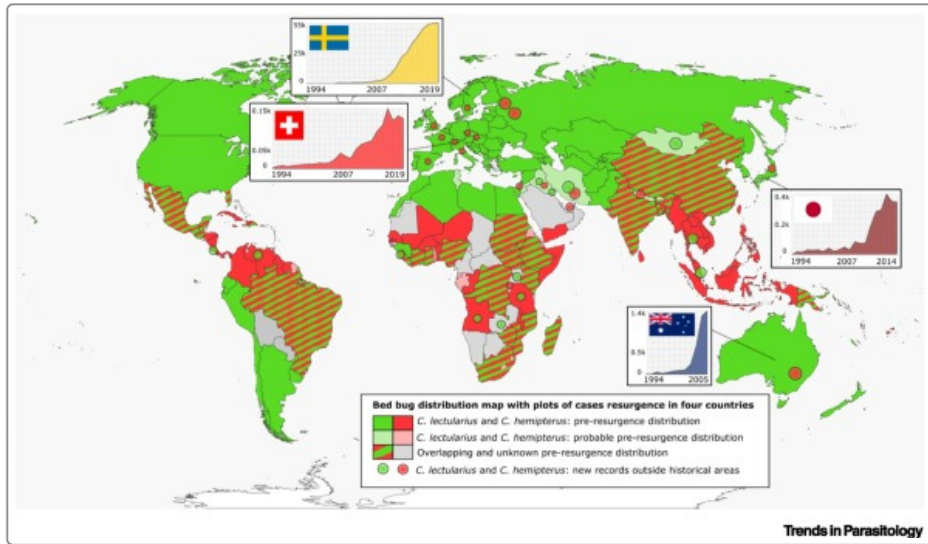 55k
25k
0
1994 2007 2019
0.15k
0.05k
0
1994 2007 2019
0.4k
0.2k
0
1994 2007 2014
1.4k
0.5k
0
1994 2005
Bed bug distribution map with plots of cases resurgence in four countries
C. lectularius and C. hemipterus: pre-resurgence distribution
C. lectularius and C. hemipterus: probable pre-resurgence distribution
Overlapping and unknown pre-resurgence distribution
C. lectularius and C. hemipterus: new records outside historical areas
Trends in Parasitology